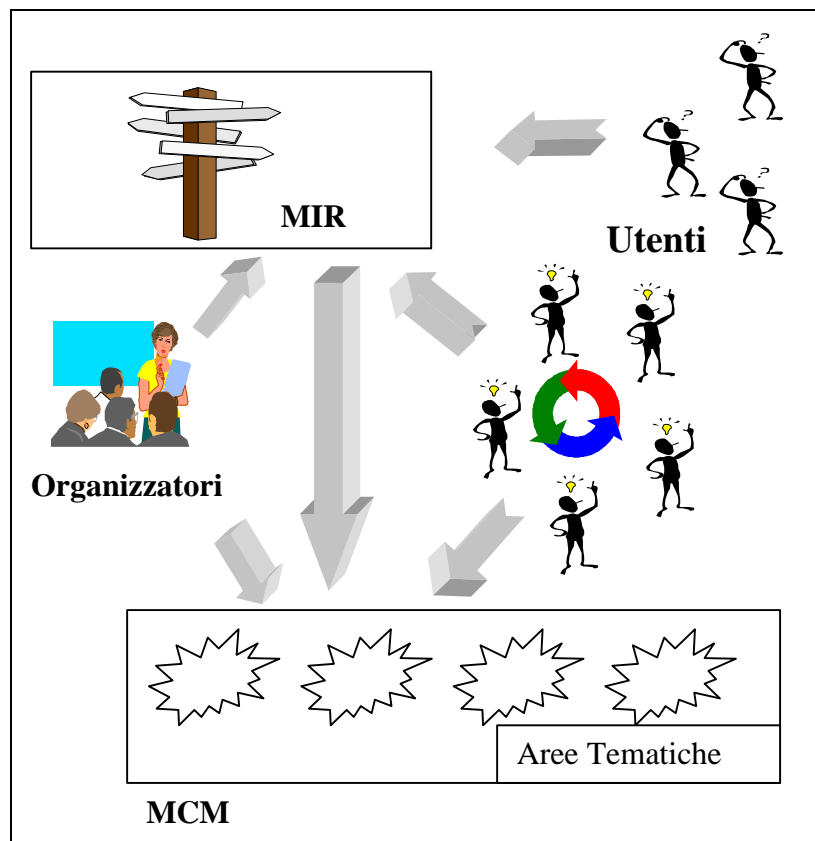 ?
?
?
MIR
Utenti
Organizzatori
Aree Tematiche
MCM